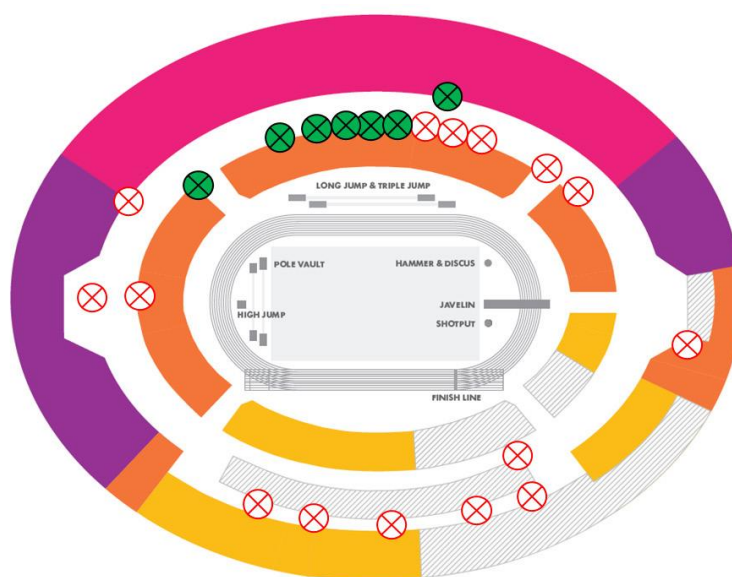 LONG JUMP & TRIPLE JUMP
POLE VAULT
HAMMER & DISCUS
HIGH JUMP
JAVELIN
SHOTPUT
FINISH LINE